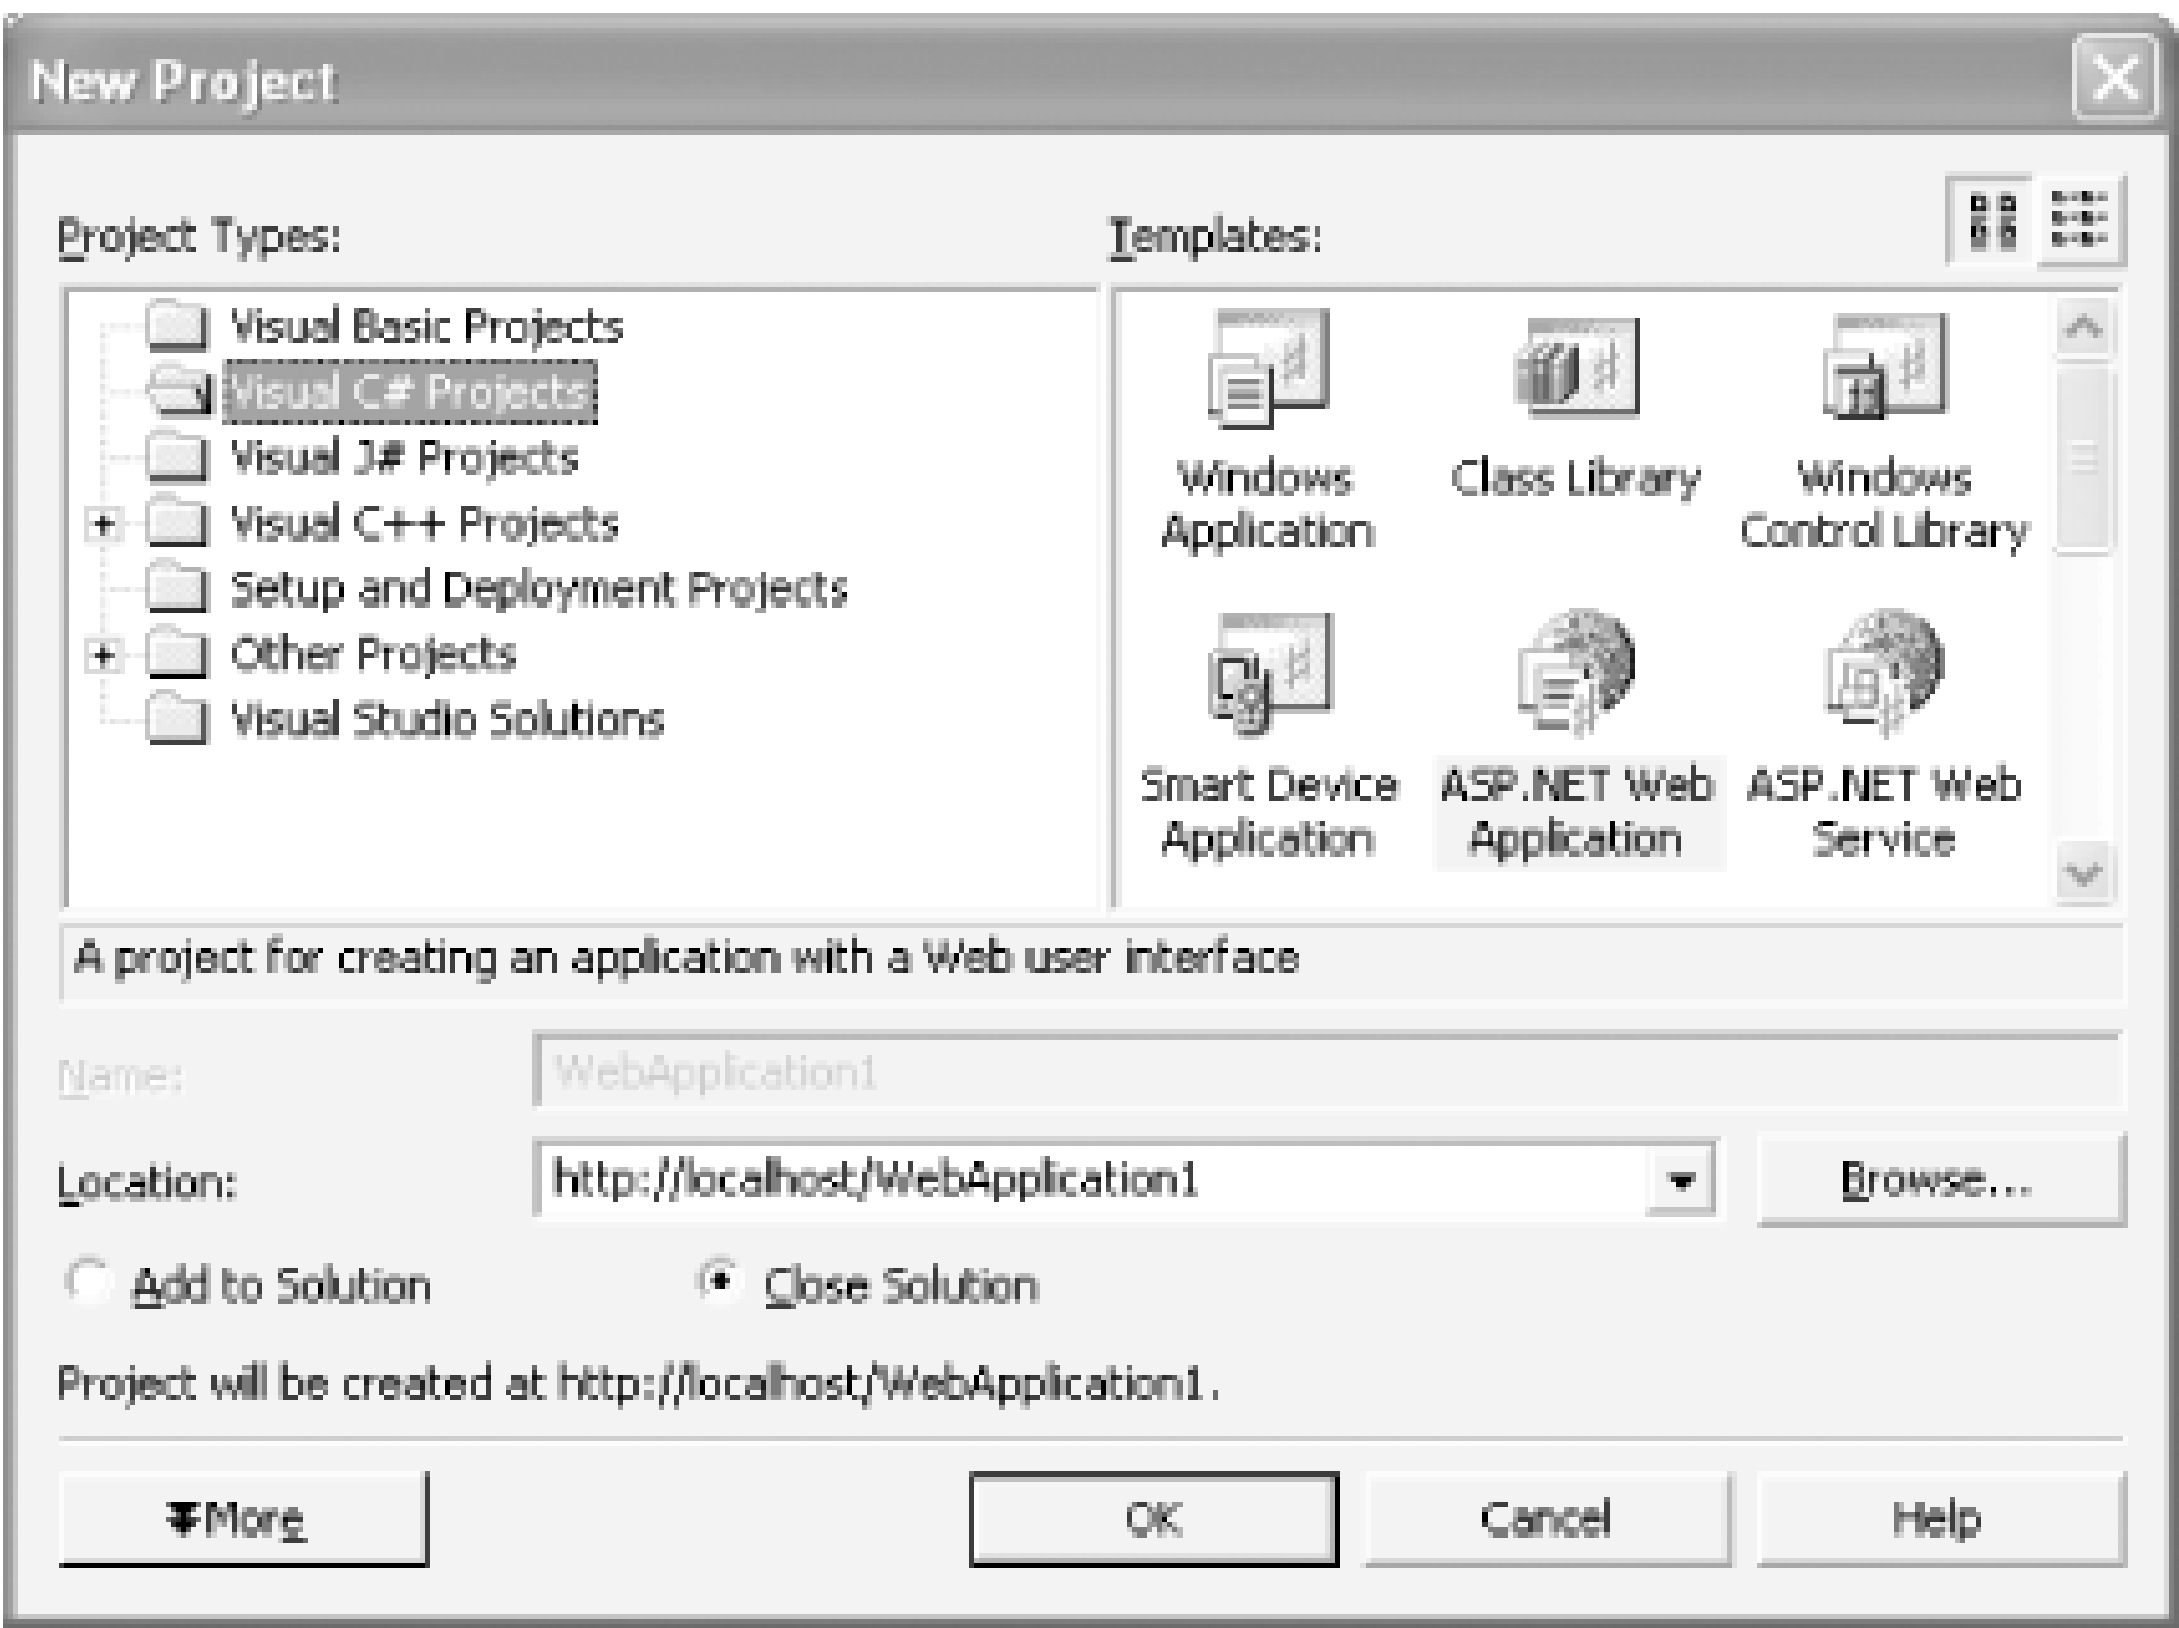 New Project
Project Types:
Templates:
Visual Basic Projects
Visual C# Projects
Visual J# Projects
Visual C++ Projects
Setup and Deployment Projects
Other Projects
Visual Studio Solutions
Windows
Application
Class Library
Windows
Control Library
Smart Device
Application
ASP.NET Web
Application
ASP.NET Web
Service
A project for creating an application with a Web user interface
Name:
WebApplication1
Location:
http://localhost/WebApplication1
Browse...
Add to Solution
Close Solution
Project will be created at http://localhost/WebApplication1.
More
OK
Cancel
Help